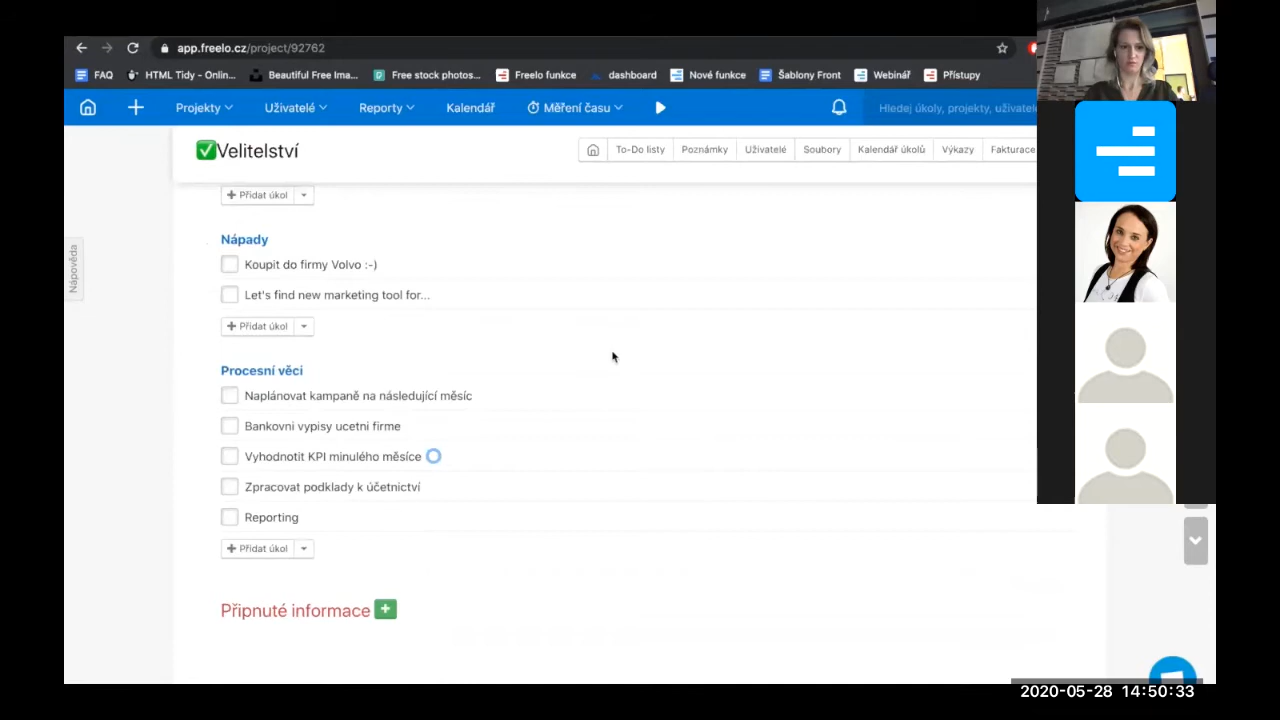 app.freelo.cz/project/92762
FAQ HTML Tidy - Onlin... Beautiful Free Ima... Free stock photos... Freelo funkce dashboard Nové funkce Šablony Front Webinář Přístupy
Projekty Uživatelé Reporty Kalendář Měření času Hledej úkoly, projekty, uživatele
Velitelství To-Do listy Poznámky Uživatelé Soubory Kalendář úkolů Výkazy Fakturace
Přidat úkol
Nápověda
Nápady
Koupit do firmy Volvo :-)
Let's find new marketing tool for...
Přidat úkol
Procesní věci
Naplánovat kampaně na následující měsíc
Bankovni vypisy ucetni firme
Vyhodnotit KPI minulého měsíce
Zpracovat podklady k účetnictví
Reporting
Přidat úkol
Připnuté informace
2020-05-28 14:50:33